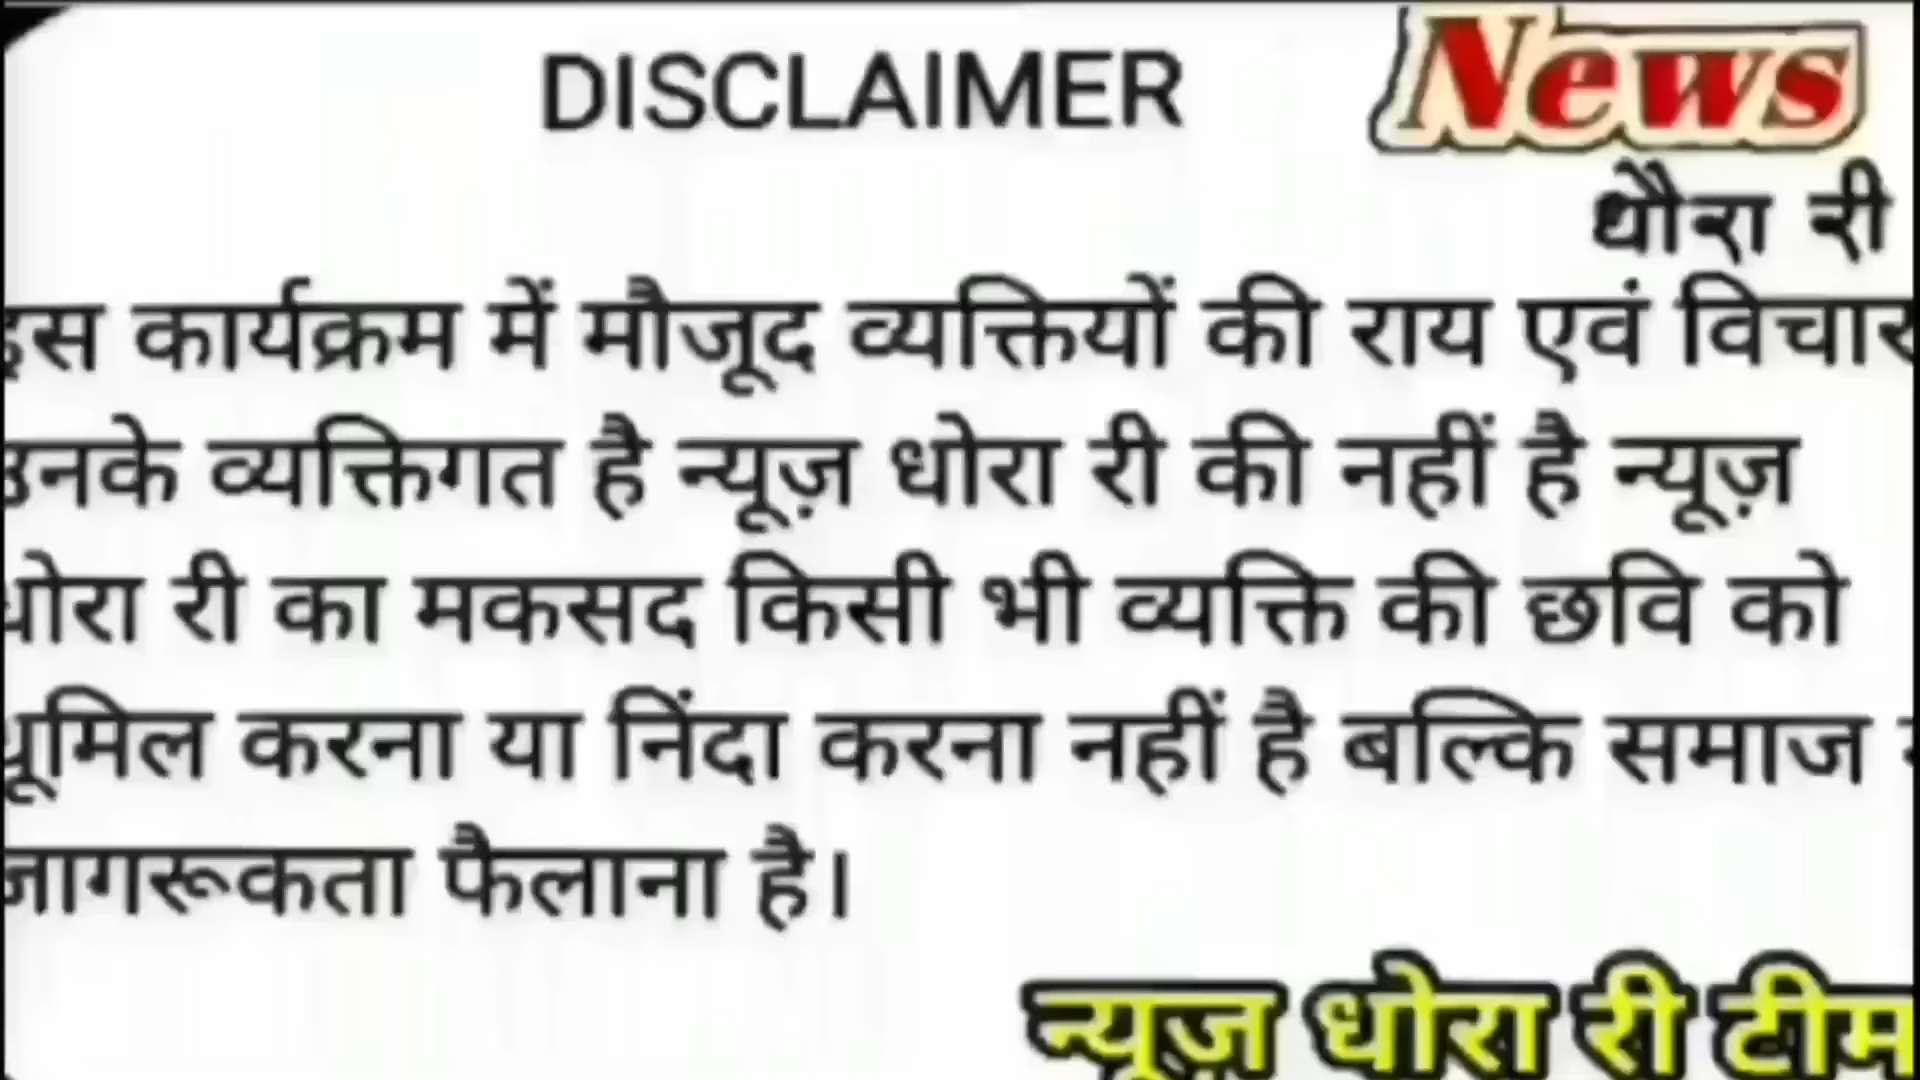 DISCLAIMER
News
धौरा री
इस कार्यक्रम में मौजूद व्यक्तियों की राय एवं विचार
उनके व्यक्तिगत है न्यूज़ धोरा री की नहीं है न्यूज़
धोरा री का मकसद किसी भी व्यक्ति की छवि को
धूमिल करना या निंदा करना नहीं है बल्कि समाज
जागरूकता फैलाना है।
न्यूज़ धोरा री टीम